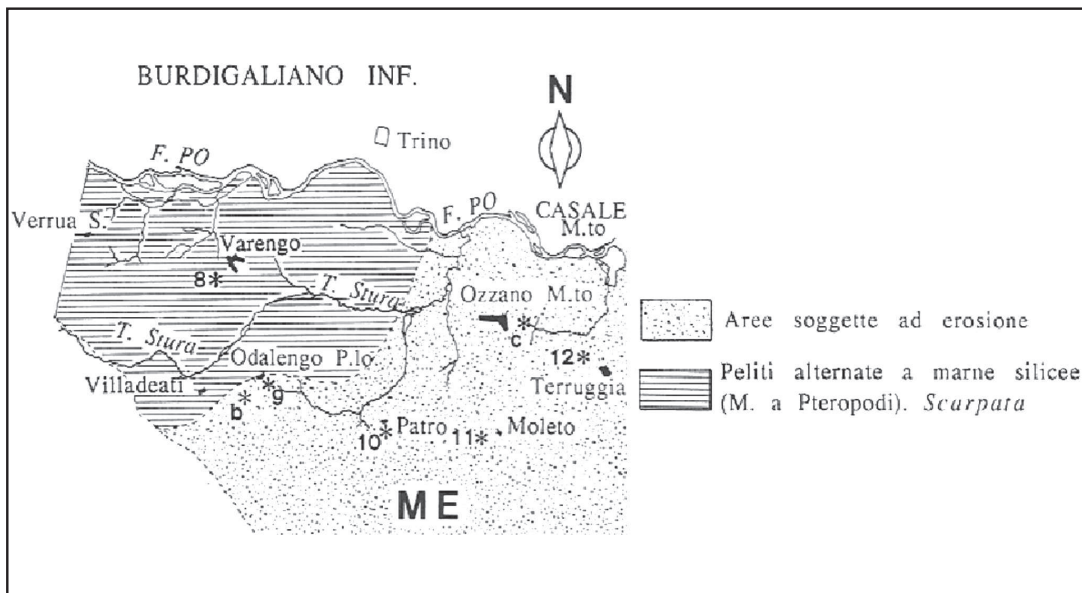 BURDIGALIANO INF.
N
Trino
F. PO
F. PO
CASALE
M.to
Verrua S.
Varengo
8*
T. Stura
Ozzano M.to
*
c
T. Stura
12*
Odalengo P.lo
Terruggia
Villadeati
*
b
*
9
10*
Patro
11*
Moleto
ME
Aree soggette ad erosione
Peliti alternate a marne silicee
(M. a Pteropodi). Scarpata